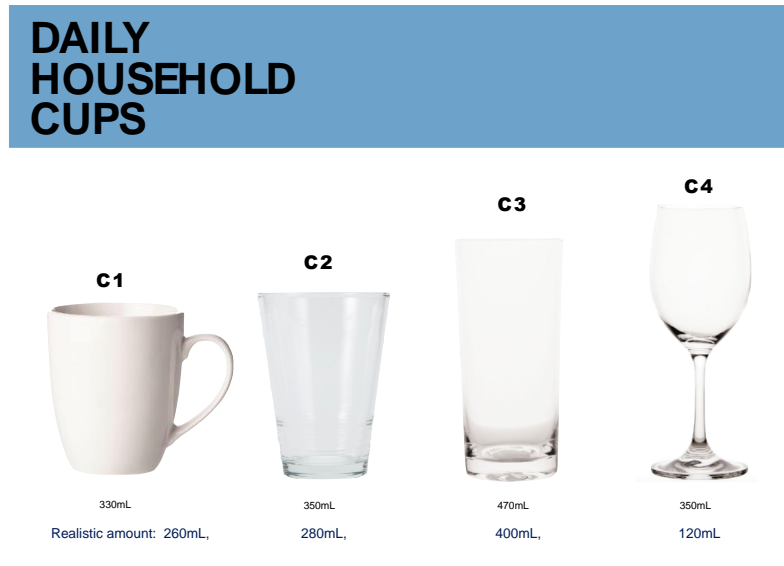 DAILY
HOUSEHOLD
CUPS
C1
C2
C3
C4
330mL
350mL
470mL
350mL
Realistic amount: 260mL,
280mL,
400mL,
120mL